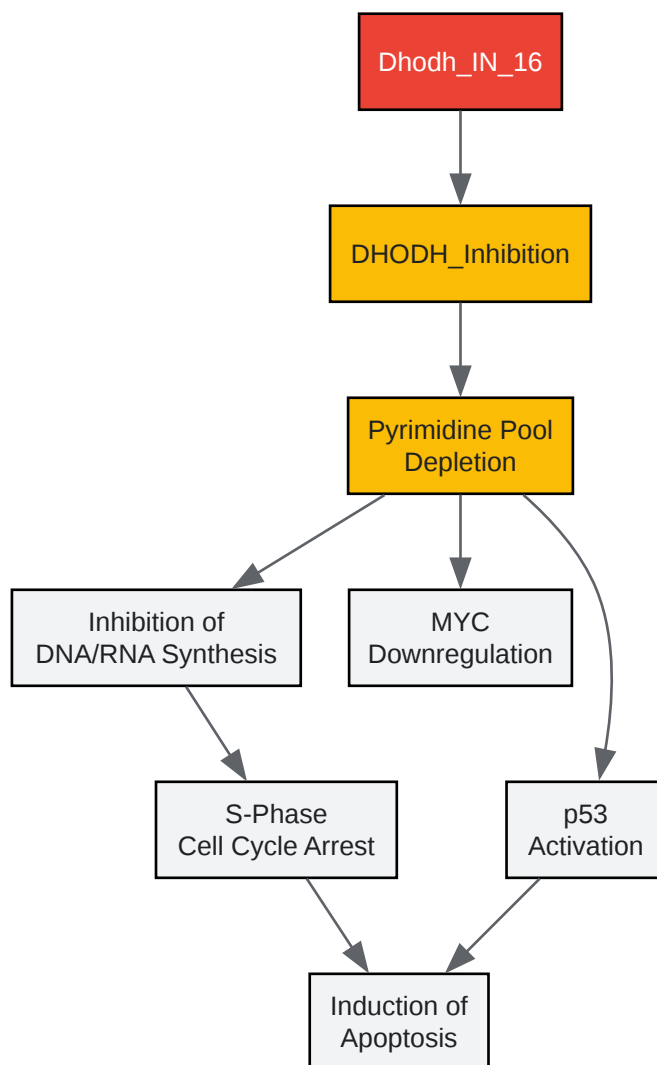 Dhodh_IN_16
DHODH_Inhibition
Pyrimidine Pool
Depletion
Inhibition of
DNA/RNA Synthesis
MYC
Downregulation
S-Phase
Cell Cycle Arrest
p53
Activation
Induction of
Apoptosis